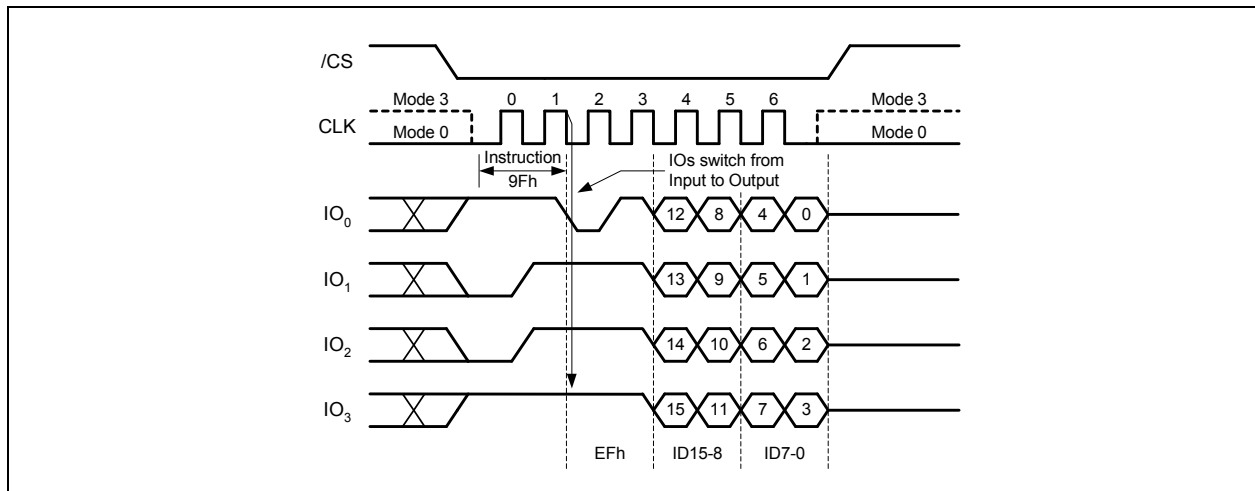 /CS
0 1 2 3 4 5 6
Mode 3 Mode 3
CLK
Mode 0 Mode 0
Instruction
9Fh
IOs switch from
Input to Output
IO0 12 8 4 0
IO1 13 9 5 1
IO2 14 10 6 2
IO3 15 11 7 3
EFh ID15-8 ID7-0